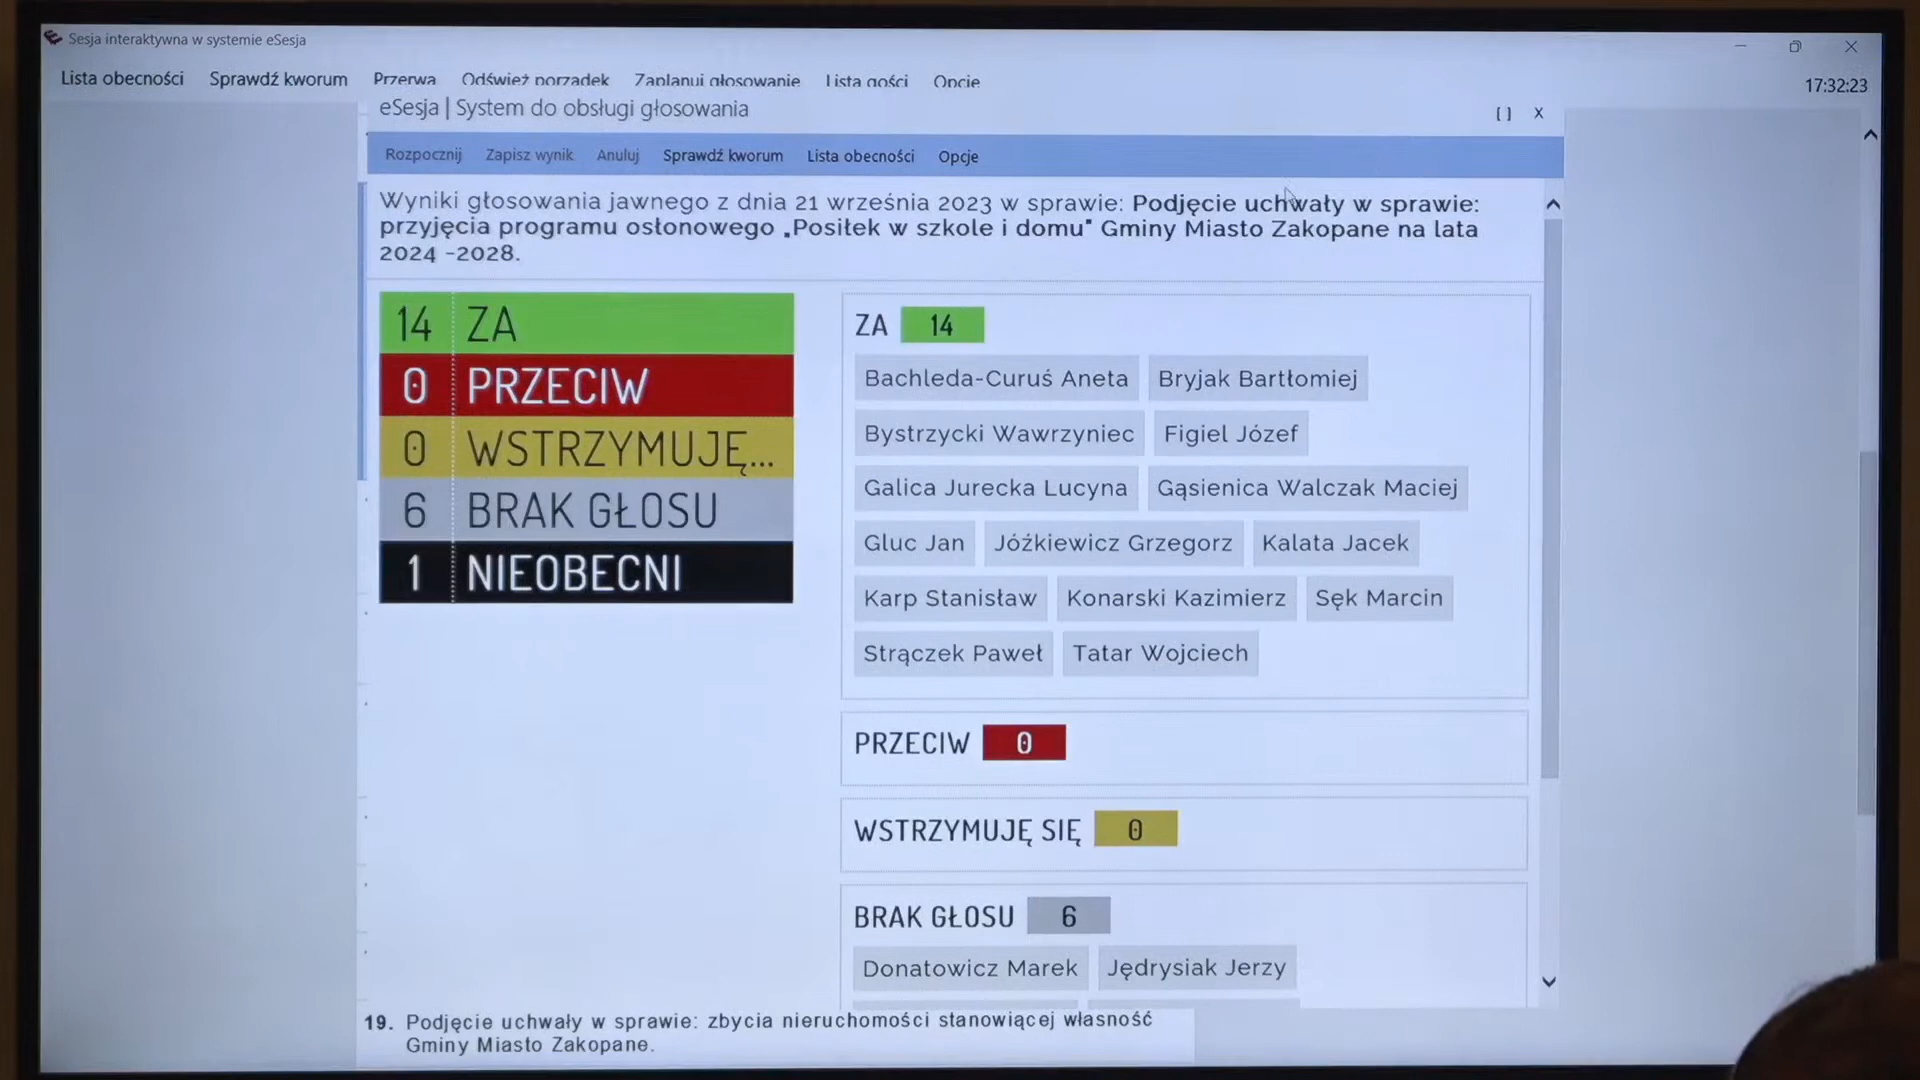 Sesja interaktywna w systemie eSesja
Lista obecności Sprawdź kworum Przerwa Odśwież porządek Zaplanuj głosowanie Lista gości Opcje
17:32:23
eSesja | System do obsługi głosowania
[ ] X
Rozpocznij Zapisz wynik Anuluj Sprawdź kworum Lista obecności Opcje
Wyniki głosowania jawnego z dnia 21 września 2023 w sprawie: Podjęcie uchwały w sprawie:
przyjęcia programu osłonowego „Posiłek w szkole i domu" Gminy Miasto Zakopane na lata
2024 -2028.
14 ZA
0 PRZECIW
0 WSTRZYMUJĘ...
6 BRAK GŁOSU
1 NIEOBECNI
ZA 14
Bachleda-Curuś Aneta Bryjak Bartłomiej
Bystrzycki Wawrzyniec Figiel Józef
Galica Jurecka Lucyna Gąsienica Walczak Maciej
Gluc Jan Jóźkiewicz Grzegorz Kalata Jacek
Karp Stanisław Konarski Kazimierz Sęk Marcin
Strączek Paweł Tatar Wojciech
PRZECIW 0
WSTRZYMUJĘ SIĘ 0
BRAK GŁOSU 6
Donatowicz Marek Jędrysiak Jerzy
19. Podjęcie uchwały w sprawie: zbycia nieruchomości stanowiącej własność
Gminy Miasto Zakopane.